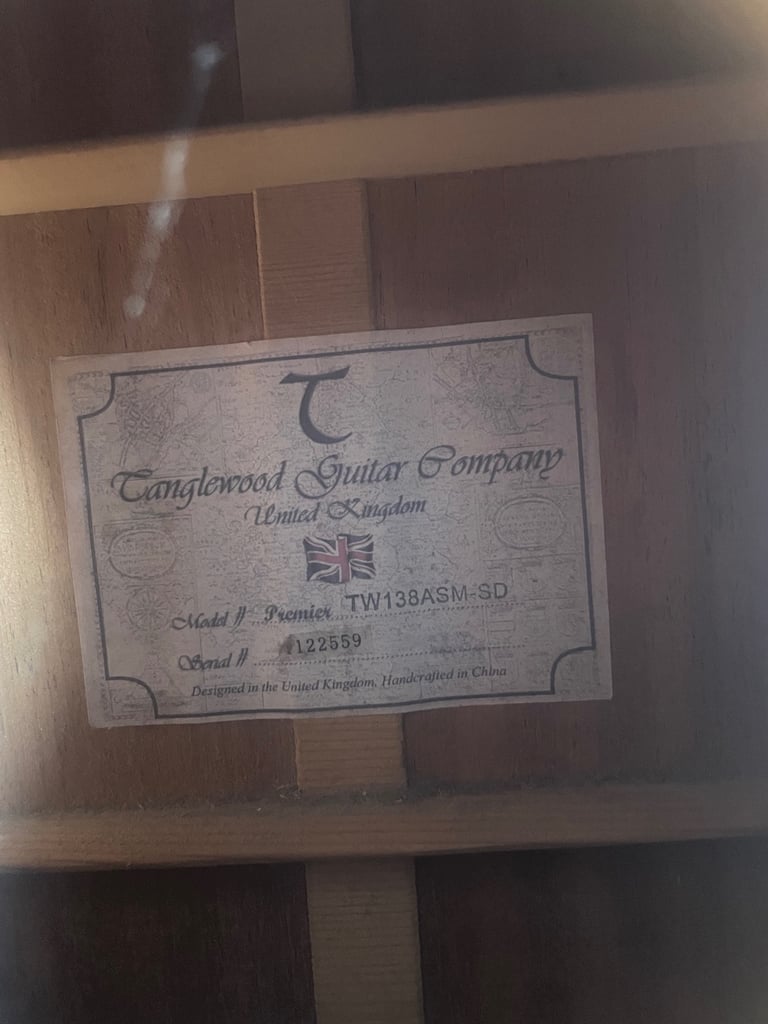 T
Tanglewood Guitar Company
United Kingdom
Model # Premier TW138ASM-SD
Serial # 122559
Designed in the United Kingdom, Handcrafted in China